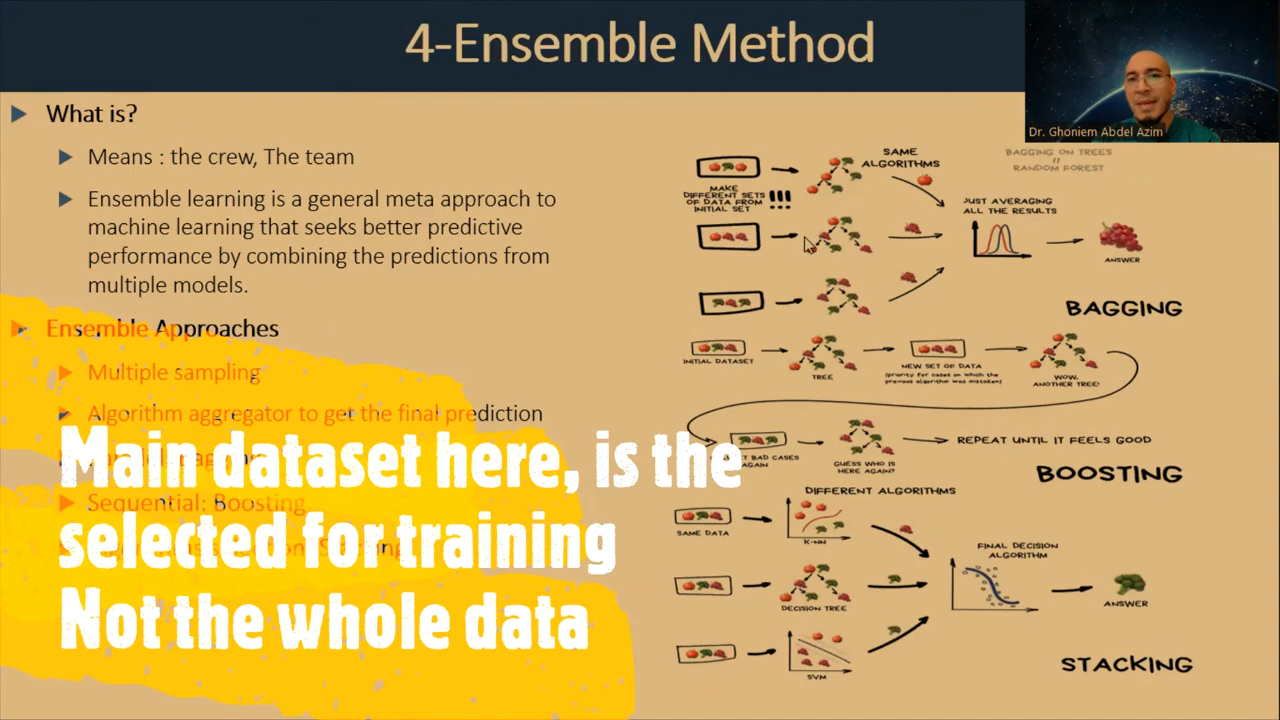 4-Ensemble Method
Dr. Ghoniem Abdel Azim
What is?
Means : the crew, The team
Ensemble learning is a general meta approach to
machine learning that seeks better predictive
performance by combining the predictions from
multiple models.
Ensemble Approaches
Multiple sampling
Algorithm aggregator to get the final prediction
Sequential: Boosting
Main dataset here, is the
selected for training
Not the whole data
SAME
ALGORITHMS
BAGGING ON TREES
=
RANDOM FOREST
MAKE
DIFFERENT SETS
OF DATA FROM
INITIAL SET
!!!
JUST AVERAGING
ALL THE RESULTS
ANSWER
BAGGING
INITIAL DATASET
TREE
NEW SET OF DATA
(priority for cases on which the
previous algorithm was mistaken)
WOW,
ANOTHER TREE!
BAD CASES
AGAIN
GUESS WHO IS
HERE AGAIN?
REPEAT UNTIL IT FEELS GOOD
BOOSTING
DIFFERENT ALGORITHMS
SAME DATA
K-NN
DECISION TREE
SVM
FINAL DECISION
ALGORITHM
ANSWER
STACKING